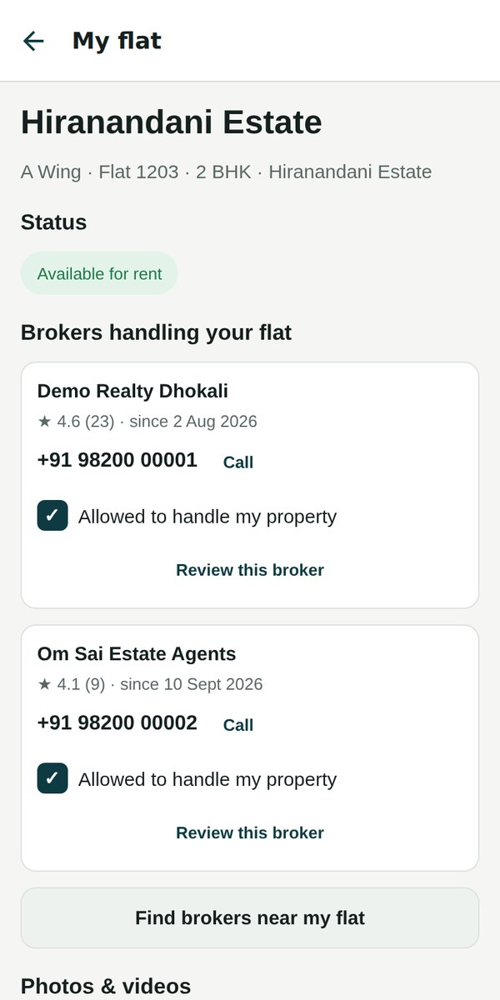 My flat
Hiranandani Estate
A Wing · Flat 1203 · 2 BHK · Hiranandani Estate
Status
Available for rent
Brokers handling your flat
Demo Realty Dhokali
★ 4.6 (23) · since 2 Aug 2026
+91 98200 00001 Call
✓ Allowed to handle my property
Review this broker
Om Sai Estate Agents
★ 4.1 (9) · since 10 Sept 2026
+91 98200 00002 Call
✓ Allowed to handle my property
Review this broker
Find brokers near my flat
Photos & videos